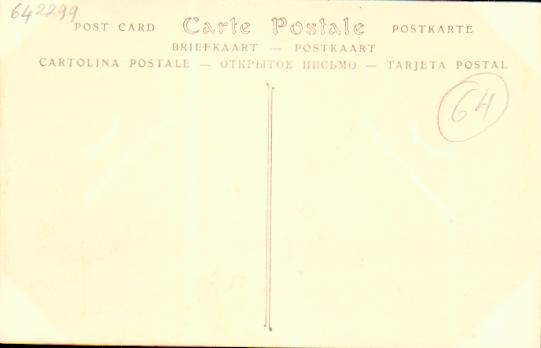 642299
POST CARD Carte Postale POSTKARTE
BRIEFKAART — POSTKAART
CARTOLINA POSTALE — ОТКРЫТОЕ ПИСЬМО — TARJETA POSTAL
64